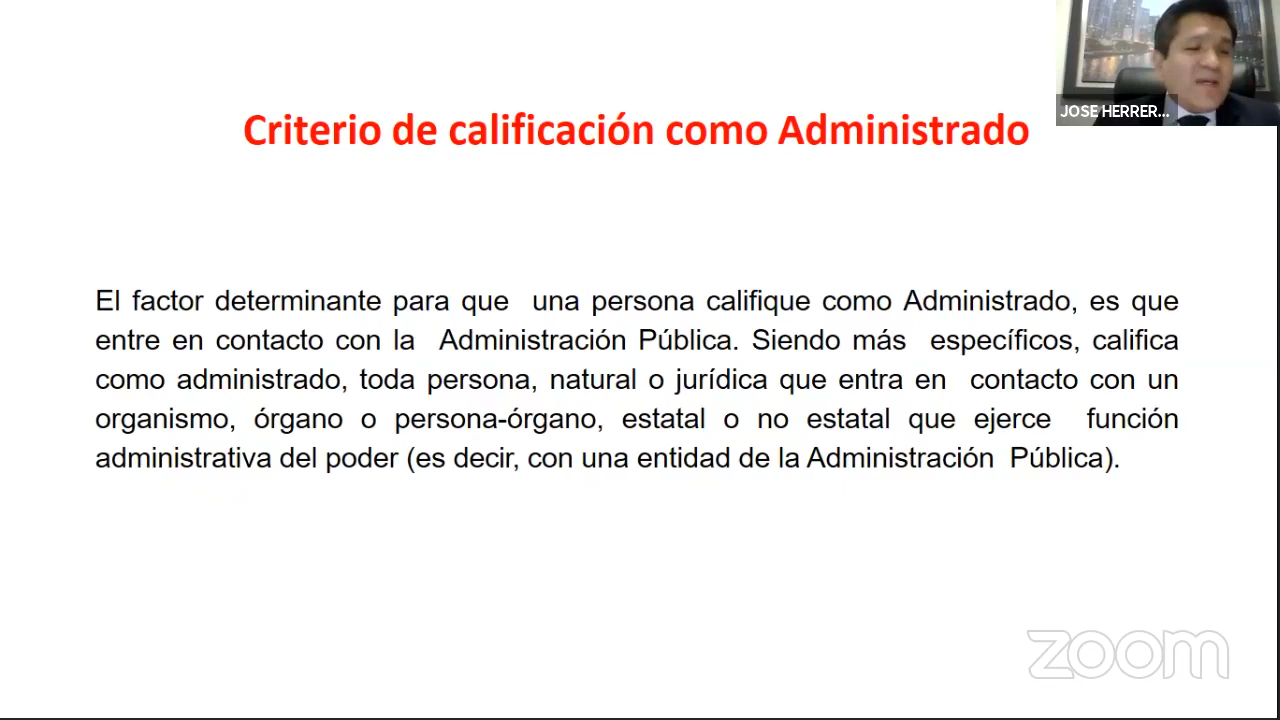 JOSE HERRER...
Criterio de calificación como Administrado
El factor determinante para que una persona califique como Administrado, es que
entre en contacto con la Administración Pública. Siendo más específicos, califica
como administrado, toda persona, natural o jurídica que entra en contacto con un
organismo, órgano o persona-órgano, estatal o no estatal que ejerce función
administrativa del poder (es decir, con una entidad de la Administración Pública).
zoom